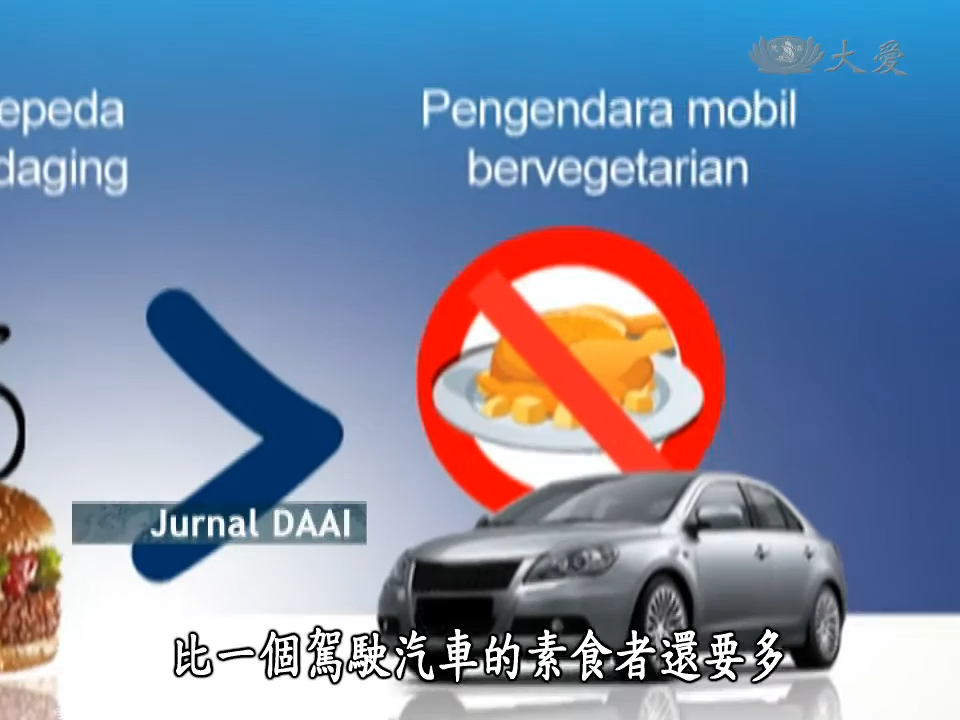 大愛
epeda
daging
Pengendara mobil
bervegetarian
Jurnal DAAI
比一個駕駛汽車的素食者還要多